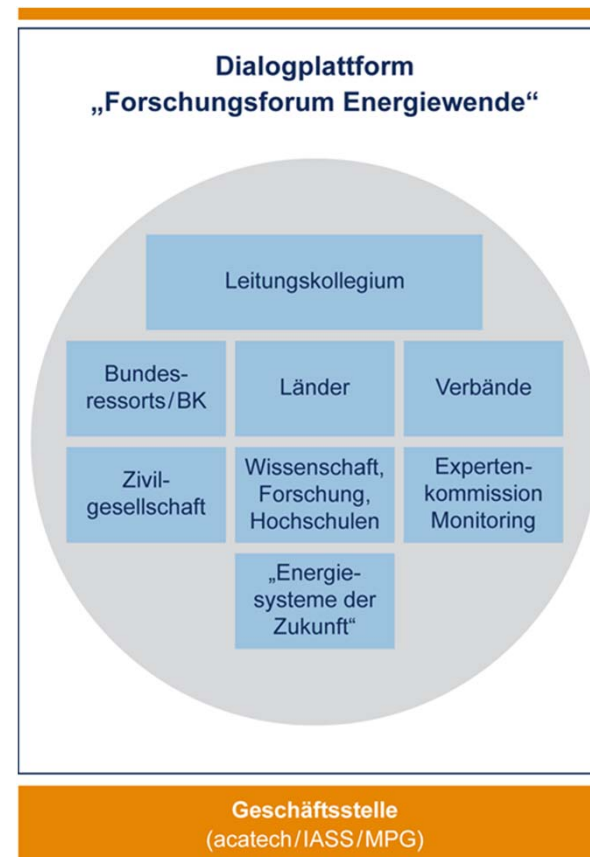 Dialogplattform
„Forschungsforum Energiewende“
Leitungskollegium
Bundes-
ressorts/BK
Länder
Verbände
Zivil-
gesellschaft
Wissenschaft,
Forschung,
Hochschulen
Experten-
kommission
Monitoring
„Energie-
systeme der
Zukunft“
Geschäftsstelle
(acatech/IASS/MPG)